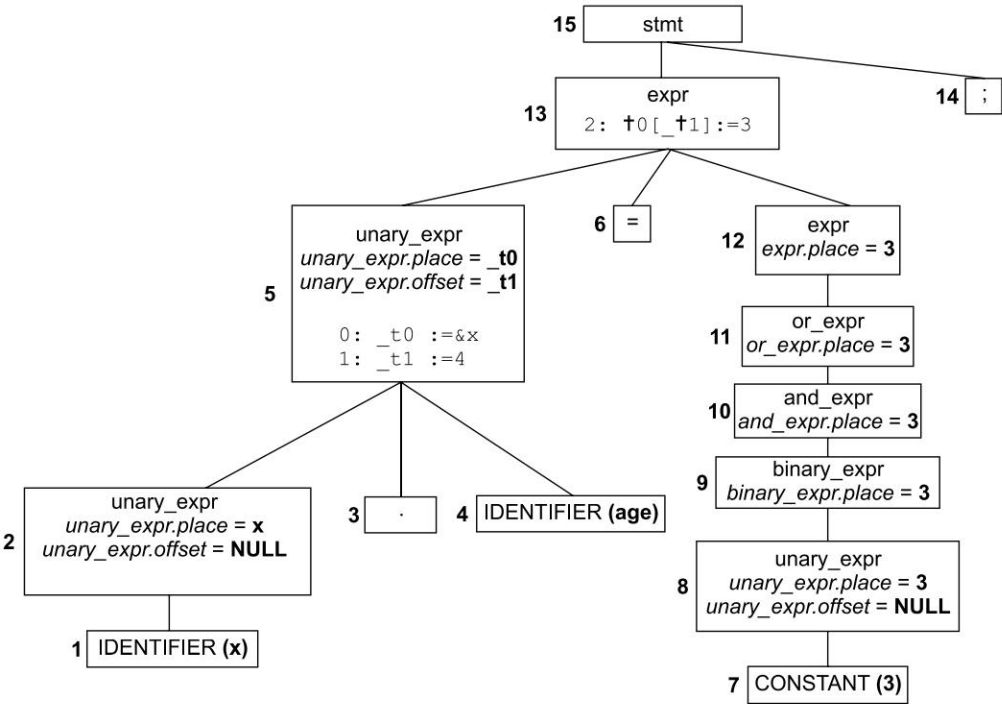 15 stmt
13 expr
2: ✝0[_✝1]:=3
14 ;
5 unary_expr
unary_expr.place = _t0
unary_expr.offset = _t1
0: _t0 :=&x
1: _t1 :=4
6 =
12 expr
expr.place = 3
11 or_expr
or_expr.place = 3
10 and_expr
and_expr.place = 3
9 binary_expr
binary_expr.place = 3
2 unary_expr
unary_expr.place = x
unary_expr.offset = NULL
3 .
4 IDENTIFIER (age)
8 unary_expr
unary_expr.place = 3
unary_expr.offset = NULL
1 IDENTIFIER (x)
7 CONSTANT (3)